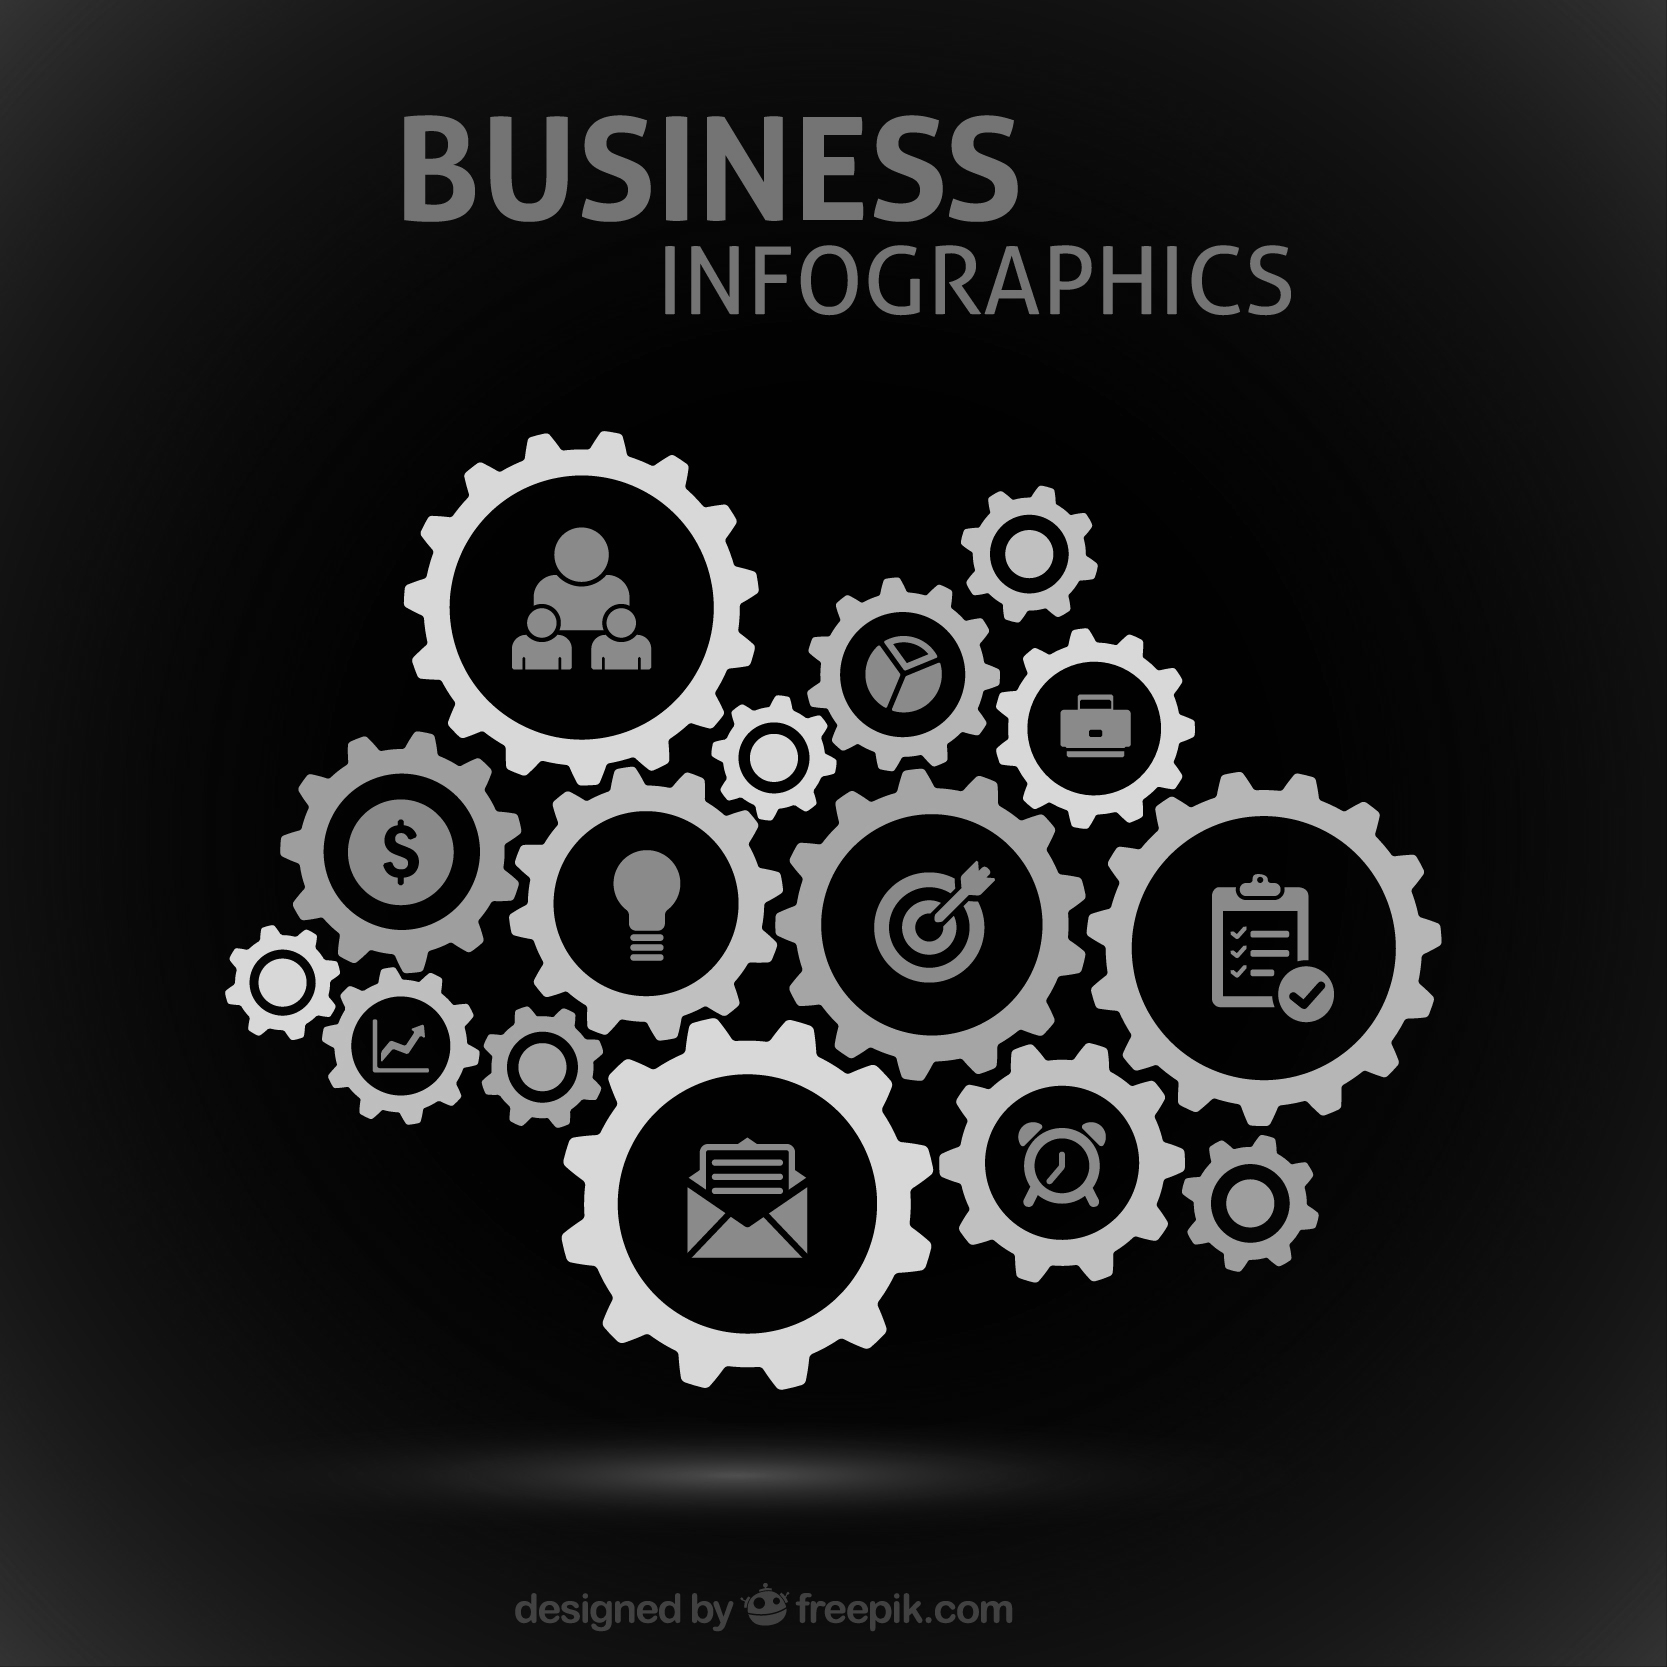 BUSINESS
INFOGRAPHICS
$
designed by freepik.com